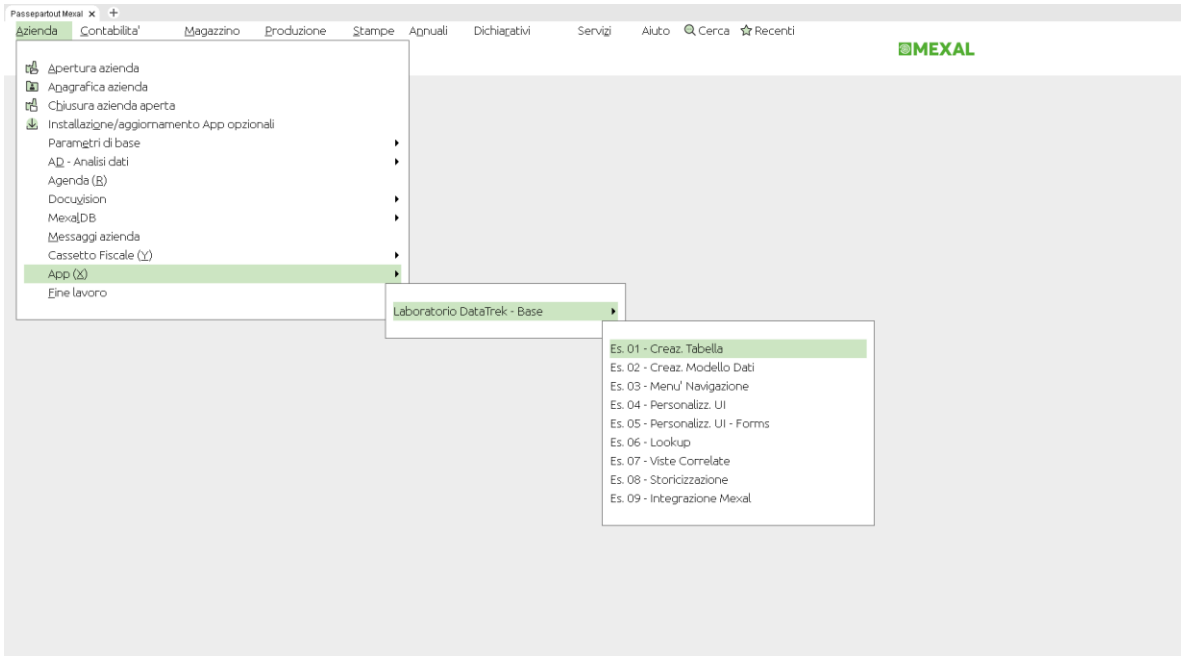 Passepartout Mexal × +
Azienda Contabilita' Magazzino Produzione Stampe Annuali Dichiarativi Servizi Aiuto Cerca Recenti
MEXAL
Apertura azienda
Anagrafica azienda
Chiusura azienda aperta
Installazione/aggiornamento App opzionali
Parametri di base
AD - Analisi dati
Agenda (R)
Docuvision
MexalDB
Messaggi azienda
Cassetto Fiscale (Y)
App (X)
Fine lavoro
Laboratorio DataTrek - Base
Es. 01 - Creaz. Tabella
Es. 02 - Creaz. Modello Dati
Es. 03 - Menu' Navigazione
Es. 04 - Personalizz. UI
Es. 05 - Personalizz. UI - Forms
Es. 06 - Lookup
Es. 07 - Viste Correlate
Es. 08 - Storicizzazione
Es. 09 - Integrazione Mexal